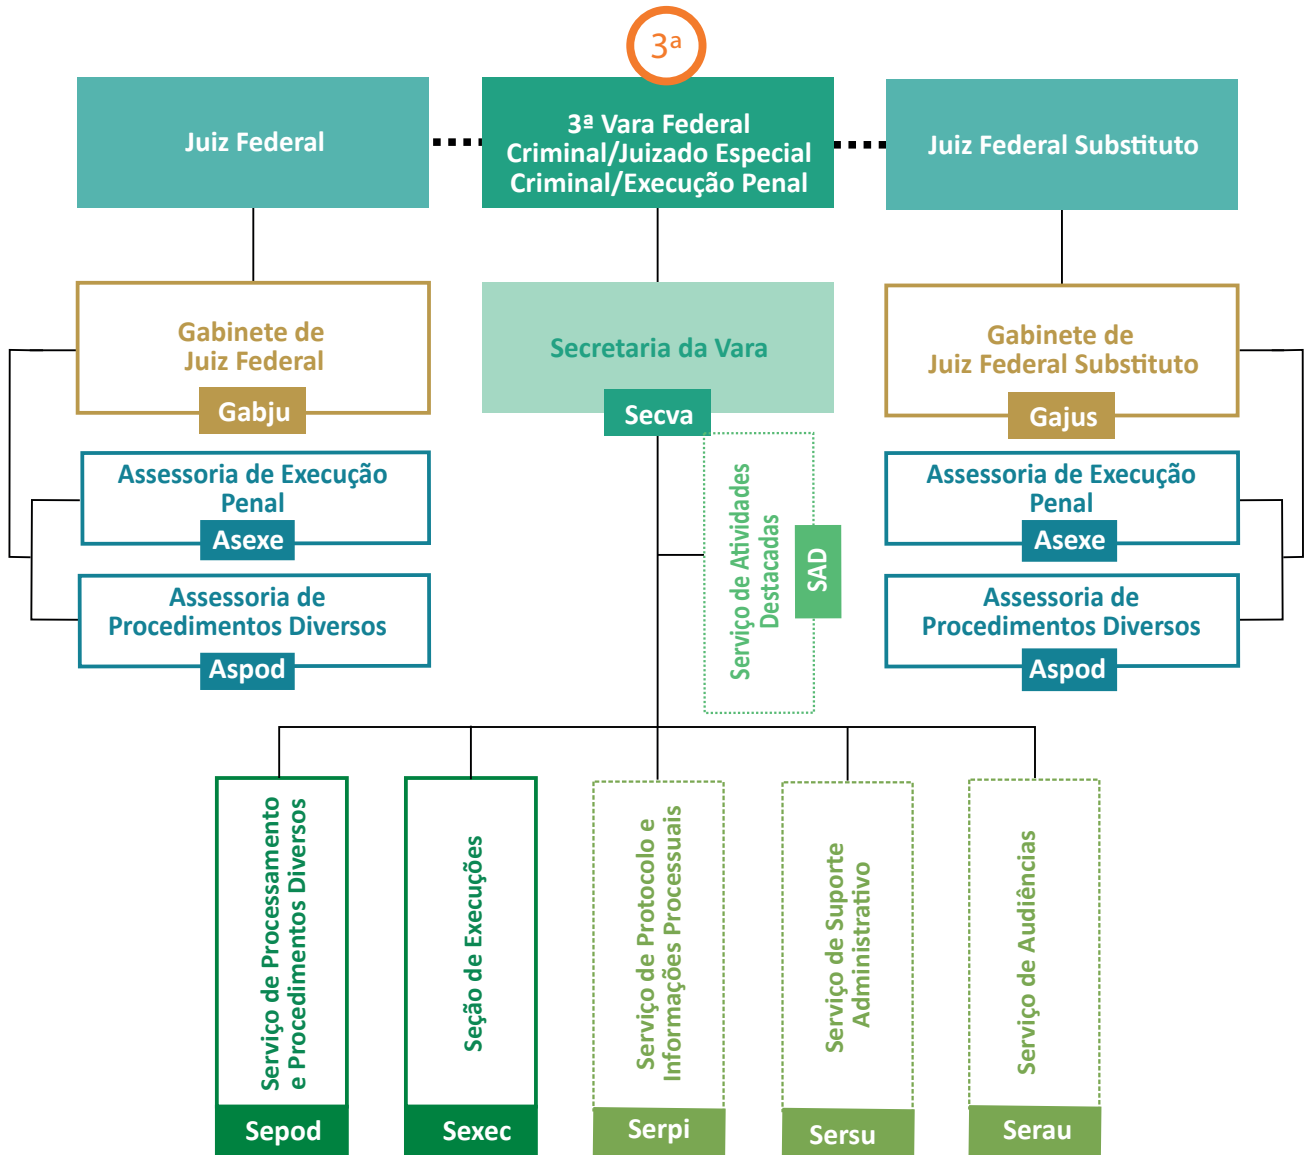 3ª
Juiz Federal
3ª Vara Federal
Criminal/Juizado Especial
Criminal/Execução Penal
Juiz Federal Substituto
Gabinete de
Juiz Federal
Gabju
Secretaria da Vara
Secva
Gabinete de
Juiz Federal Substituto
Gajus
Assessoria de Execução
Penal
Asexe
Assessoria de
Procedimentos Diversos
Aspod
Serviço de Atividades
Destacadas
SAD
Assessoria de Execução
Penal
Asexe
Assessoria de
Procedimentos Diversos
Aspod
Serviço de Processamento
e Procedimentos Diversos
Sepod
Seção de Execuções
Sexec
Serviço de Protocolo e
Informações Processuais
Serpi
Serviço de Suporte
Administrativo
Sersu
Serviço de Audiências
Serau